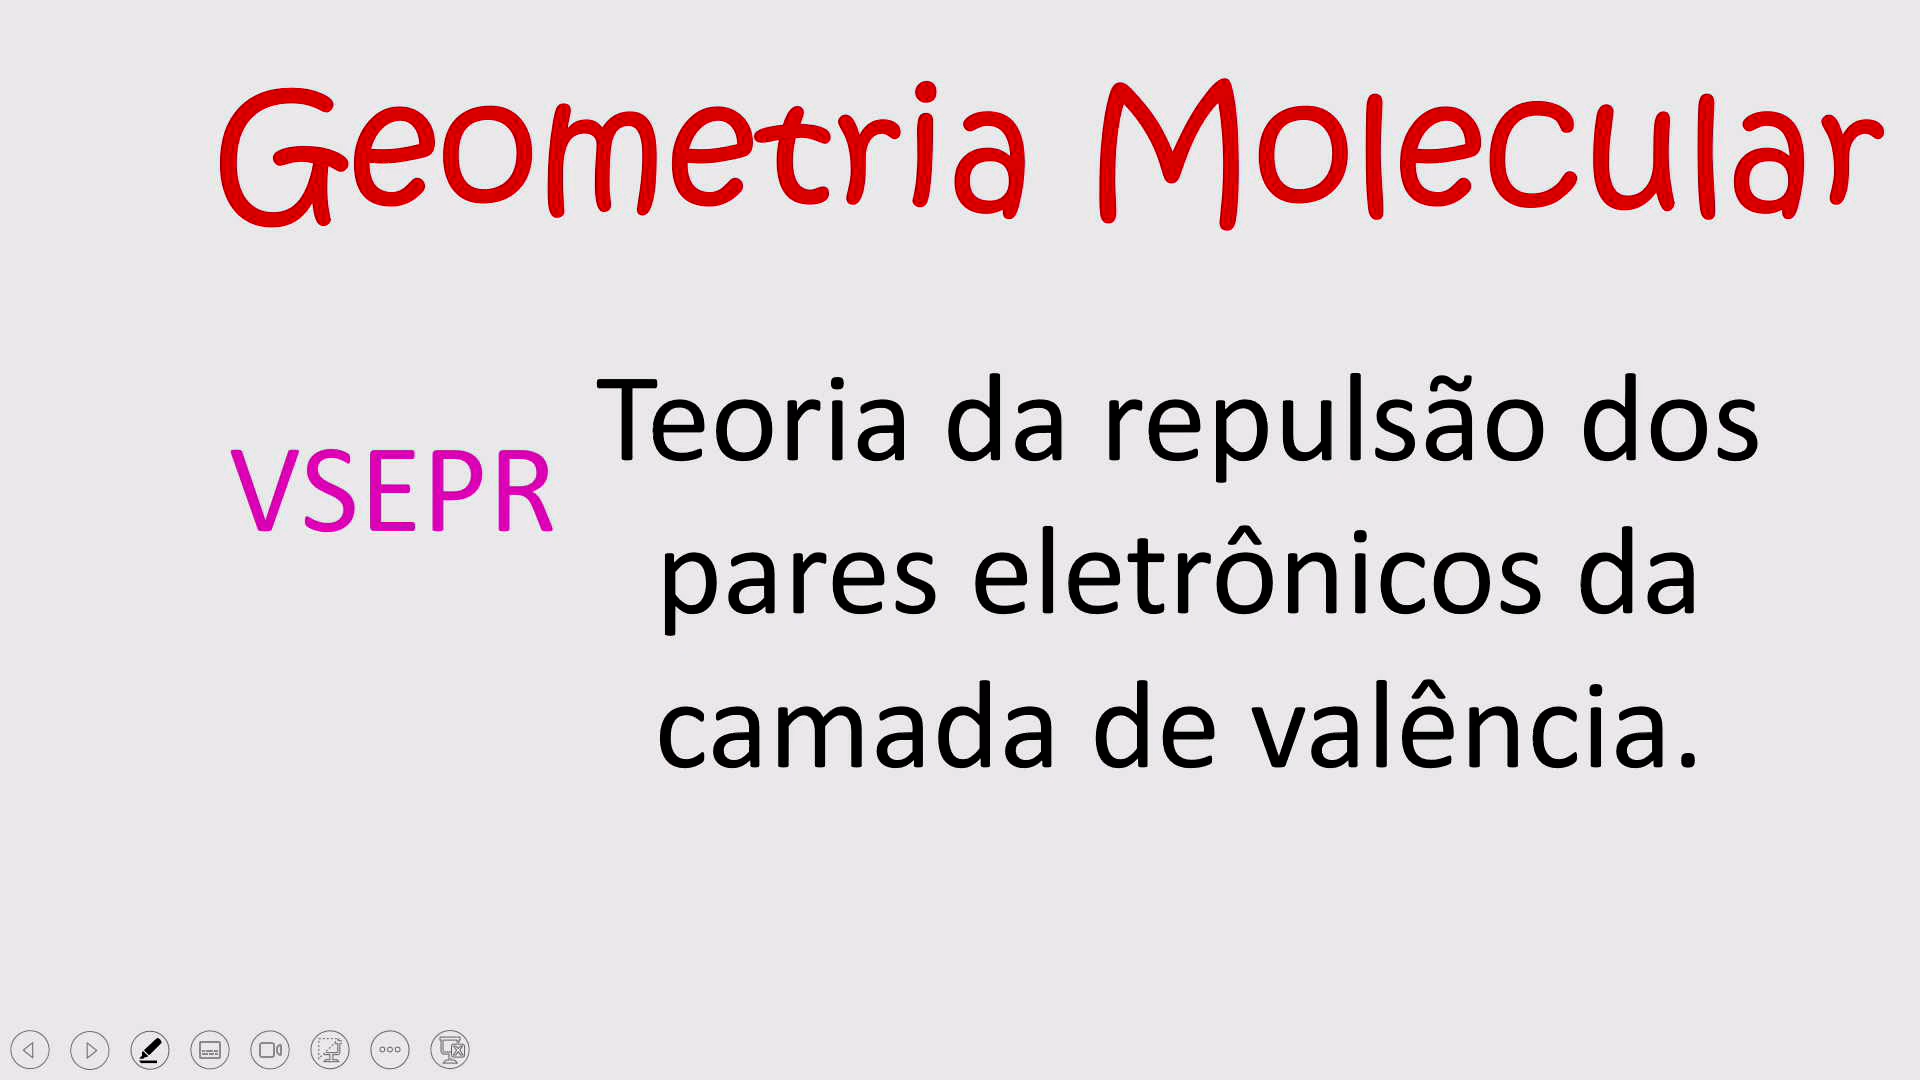 Geometria Molecular
VSEPR
Teoria da repulsão dos
pares eletrônicos da
camada de valência.